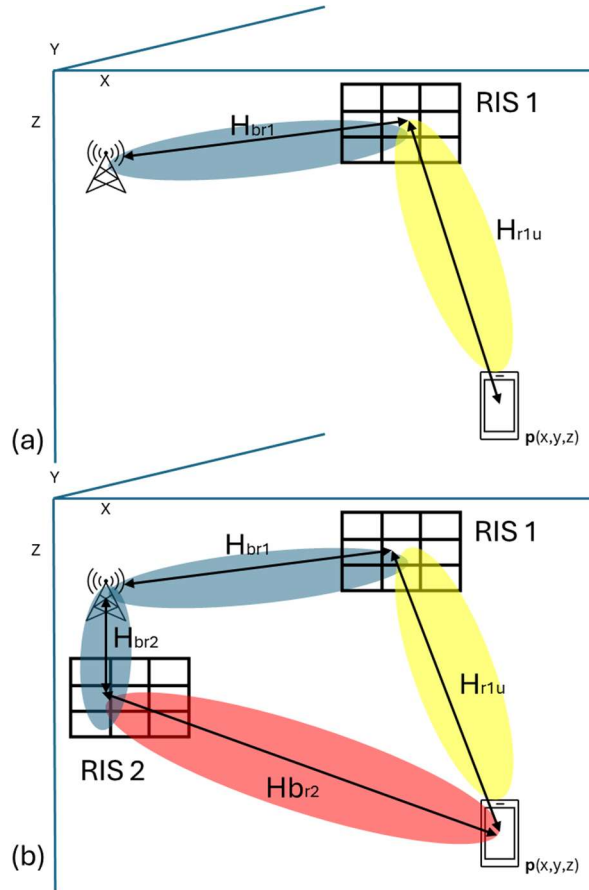 Y
X
Z
RIS 1
Hbr1
Hr1u
p(x,y,z)
(a)
Y
X
Z
RIS 1
Hbr1
Hbr2
Hr1u
RIS 2
Hbr2
p(x,y,z)
(b)